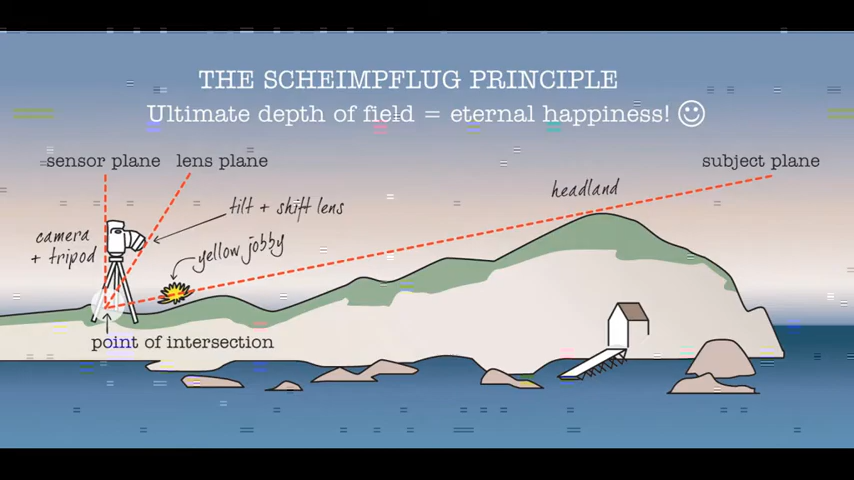 THE SCHEIMPFLUG PRINCIPLE
Ultimate depth of field = eternal happiness! ☺
sensor plane
lens plane
subject plane
headland
tilt + shift lens
camera
+ tripod
yellow jobby
point of intersection